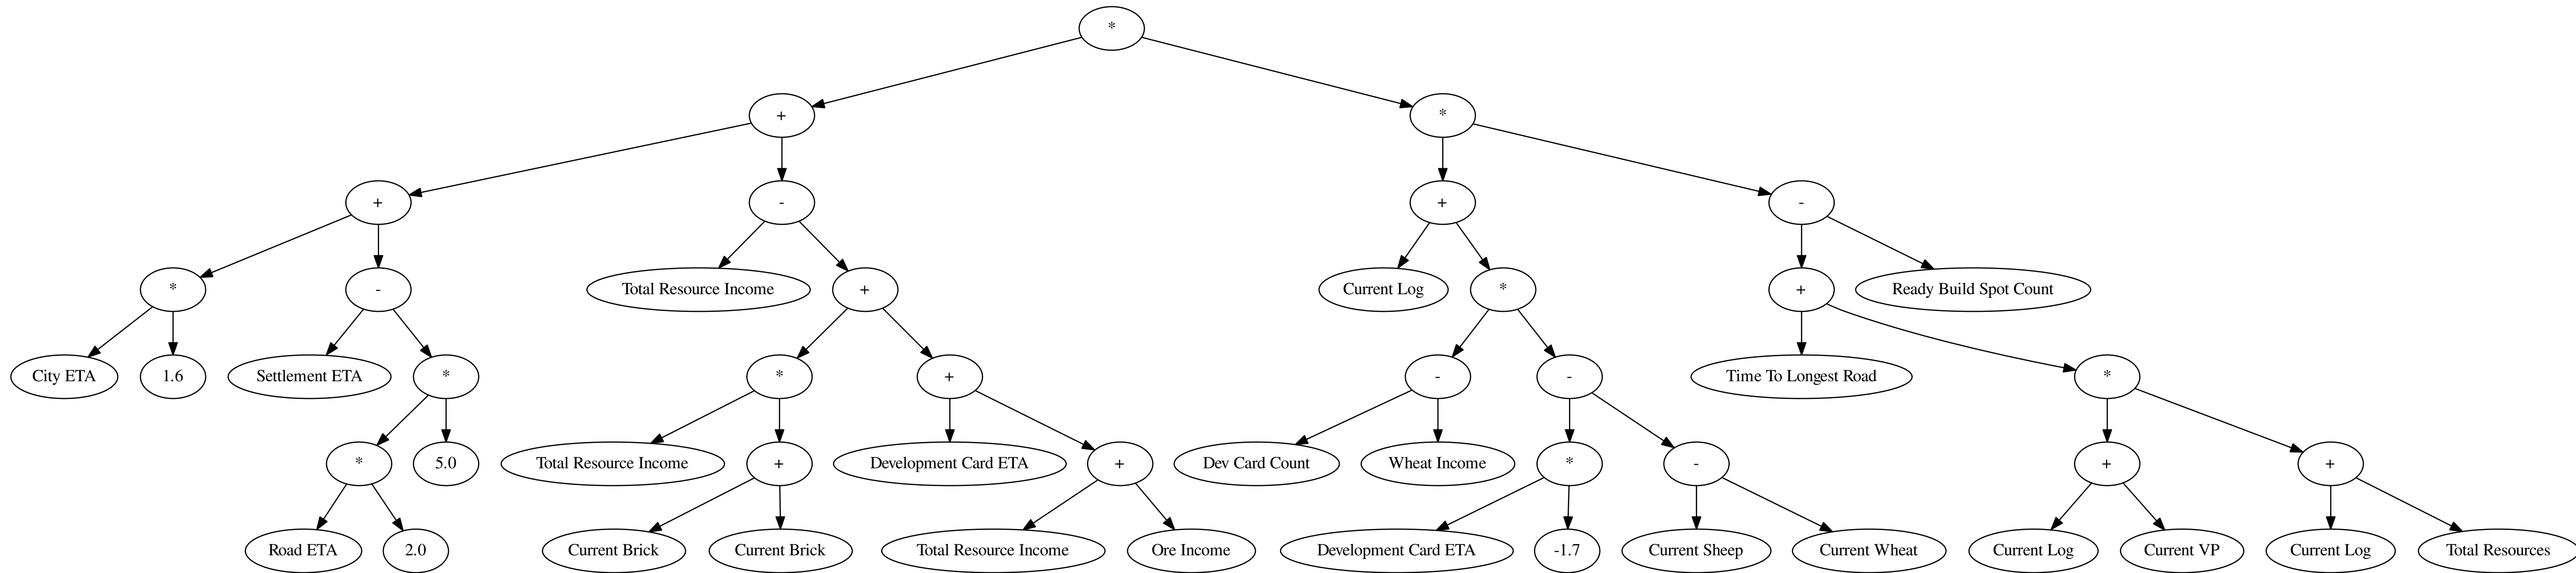 *
+
*
+
-
+
-
*
-
Total Resource Income
+
Current Log
*
+
Ready Build Spot Count
City ETA
1.6
Settlement ETA
*
*
+
-
-
Time To Longest Road
*
*
5.0
Total Resource Income
+
Development Card ETA
+
Dev Card Count
Wheat Income
*
-
+
+
Road ETA
2.0
Current Brick
Current Brick
Total Resource Income
Ore Income
Development Card ETA
-1.7
Current Sheep
Current Wheat
Current Log
Current VP
Current Log
Total Resources